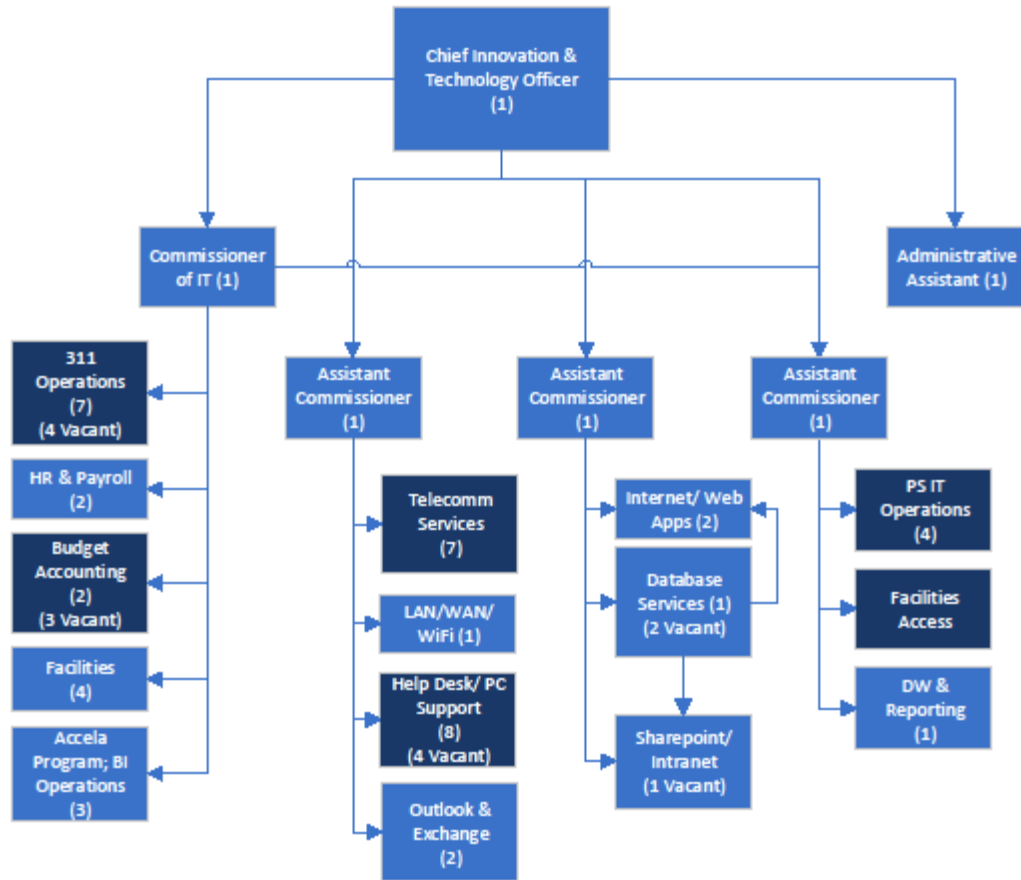 Chief Innovation &
Technology Officer
(1)
Commissioner
of IT (1)
Administrative
Assistant (1)
311
Operations
(7)
(4 Vacant)
HR & Payroll
(2)
Budget
Accounting
(2)
(3 Vacant)
Facilities
(4)
Accela
Program; BI
Operations
(3)
Assistant
Commissioner
(1)
Telecomm
Services
(7)
LAN/WAN/
WiFi (1)
Help Desk/ PC
Support
(8)
(4 Vacant)
Outlook &
Exchange
(2)
Assistant
Commissioner
(1)
Internet/ Web
Apps (2)
Database
Services (1)
(2 Vacant)
Sharepoint/
Intranet
(1 Vacant)
Assistant
Commissioner
(1)
PS IT
Operations
(4)
Facilities
Access
DW &
Reporting
(1)